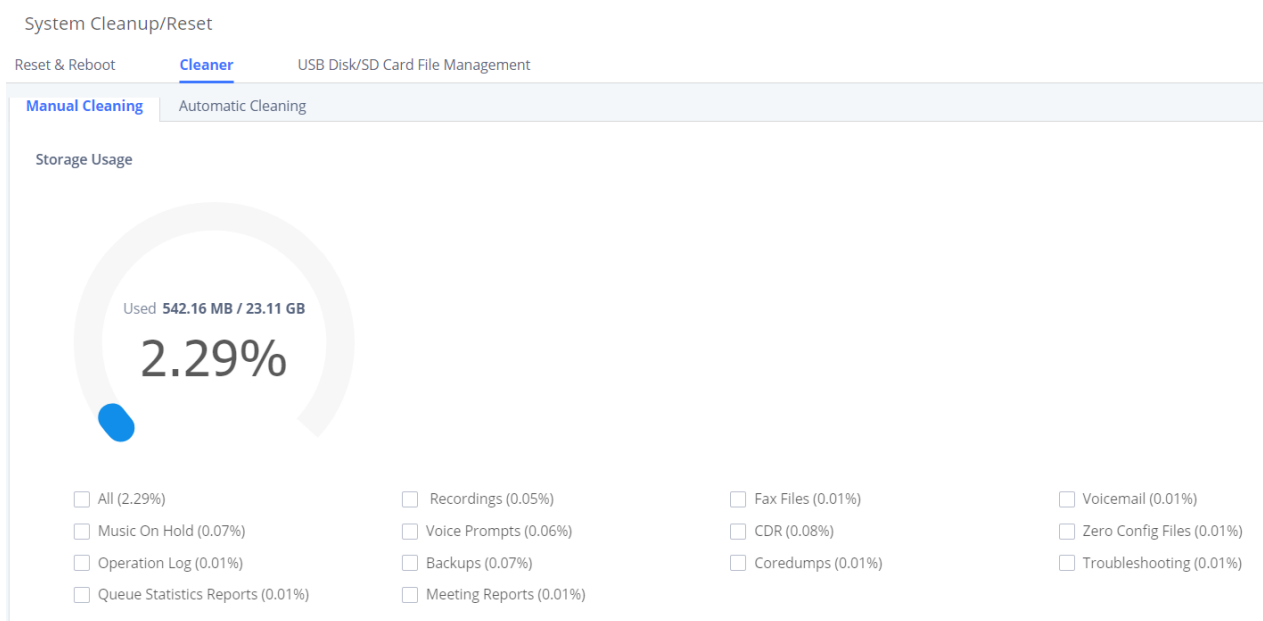 System Cleanup/Reset
Reset & Reboot Cleaner USB Disk/SD Card File Management
Manual Cleaning Automatic Cleaning
Storage Usage
Used 542.16 MB / 23.11 GB
2.29%
All (2.29%) Recordings (0.05%) Fax Files (0.01%) Voicemail (0.01%)
Music On Hold (0.07%) Voice Prompts (0.06%) CDR (0.08%) Zero Config Files (0.01%)
Operation Log (0.01%) Backups (0.07%) Coredumps (0.01%) Troubleshooting (0.01%)
Queue Statistics Reports (0.01%) Meeting Reports (0.01%)